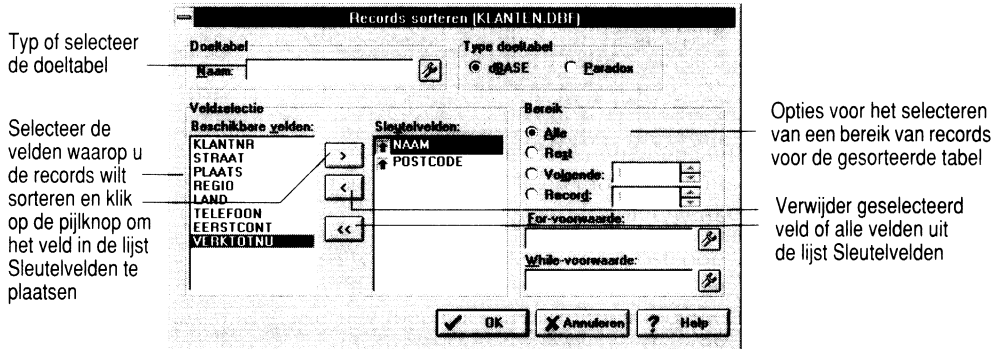 Records sorteren (KLANTEN.DBF)
Typ of selecteer
de doeltabel
Doeltabel
Naam:
Type doeltabel
dBASE
Paradox
Selecteer de
velden waarop u
de records wilt
sorteren en klik
op de pijlknop om
het veld in de lijst
Sleutelvelden te
plaatsen
Veldselectie
Beschikbare velden:
KLANTNR
STRAAT
PLAATS
REGIO
LAND
TELEFOON
EERSTCONT
VERKTOTNU
>
<
<<
Sleutelvelden:
NAAM
POSTCODE
Bereik
Alle
Rest
Volgende: 1
Record: 1
For-voorwaarde:
While-voorwaarde:
Opties voor het selecteren
van een bereik van records
voor de gesorteerde tabel
Verwijder geselecteerd
veld of alle velden uit
de lijst Sleutelvelden
OK
Annuleren
? Help